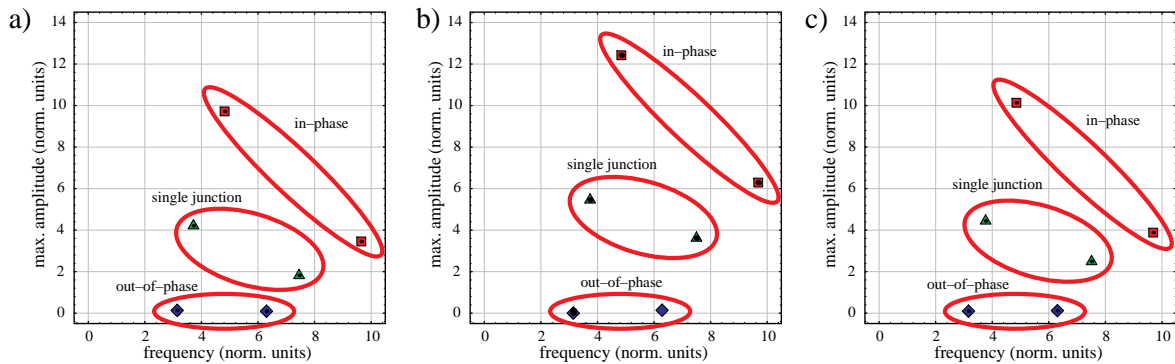 a)
max. amplitude (norm. units)
14
12
10
8
6
4
2
0
in–phase
single junction
out–of–phase
0 2 4 6 8 10
frequency (norm. units)
b)
max. amplitude (norm. units)
14
12
10
8
6
4
2
0
in–phase
single junction
out–of–phase
0 2 4 6 8 10
frequency (norm. units)
c)
max. amplitude (norm. units)
14
12
10
8
6
4
2
0
in–phase
single junction
out–of–phase
0 2 4 6 8 10
frequency (norm. units)